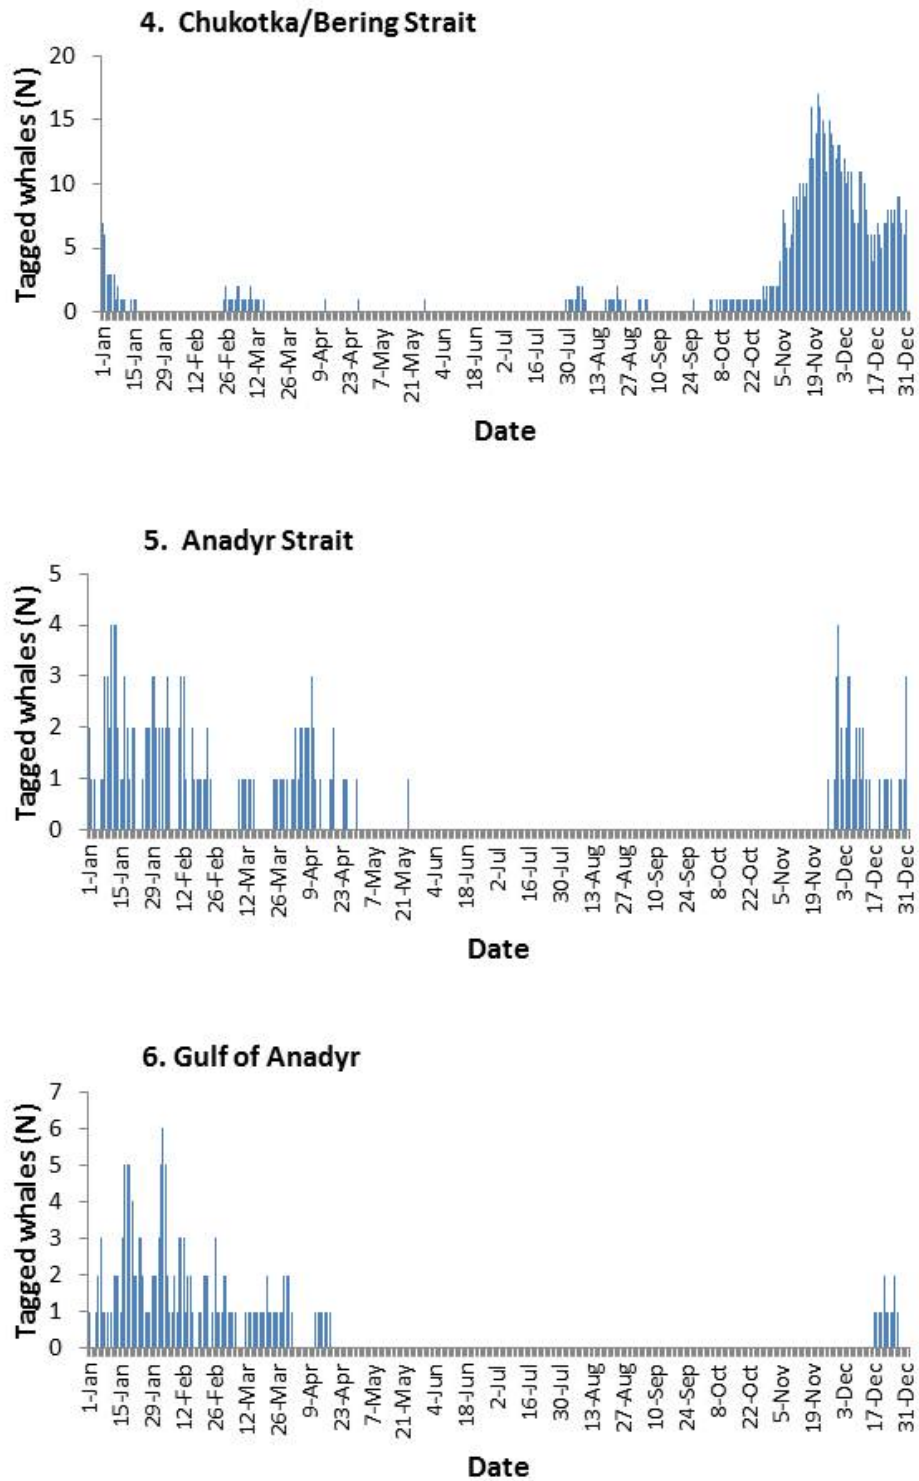 4. Chukotka/Bering Strait
Tagged whales (N)
20
15
10
5
0
1-Jan
15-Jan
29-Jan
12-Feb
26-Feb
12-Mar
26-Mar
9-Apr
23-Apr
7-May
21-May
4-Jun
18-Jun
2-Jul
16-Jul
30-Jul
13-Aug
27-Aug
10-Sep
24-Sep
8-Oct
22-Oct
5-Nov
19-Nov
3-Dec
17-Dec
31-Dec
Date
5. Anadyr Strait
Tagged whales (N)
5
4
3
2
1
0
1-Jan
15-Jan
29-Jan
12-Feb
26-Feb
12-Mar
26-Mar
9-Apr
23-Apr
7-May
21-May
4-Jun
18-Jun
2-Jul
16-Jul
30-Jul
13-Aug
27-Aug
10-Sep
24-Sep
8-Oct
22-Oct
5-Nov
19-Nov
3-Dec
17-Dec
31-Dec
Date
6. Gulf of Anadyr
Tagged whales (N)
7
6
5
4
3
2
1
0
1-Jan
15-Jan
29-Jan
12-Feb
26-Feb
12-Mar
26-Mar
9-Apr
23-Apr
7-May
21-May
4-Jun
18-Jun
2-Jul
16-Jul
30-Jul
13-Aug
27-Aug
10-Sep
24-Sep
8-Oct
22-Oct
5-Nov
19-Nov
3-Dec
17-Dec
31-Dec
Date